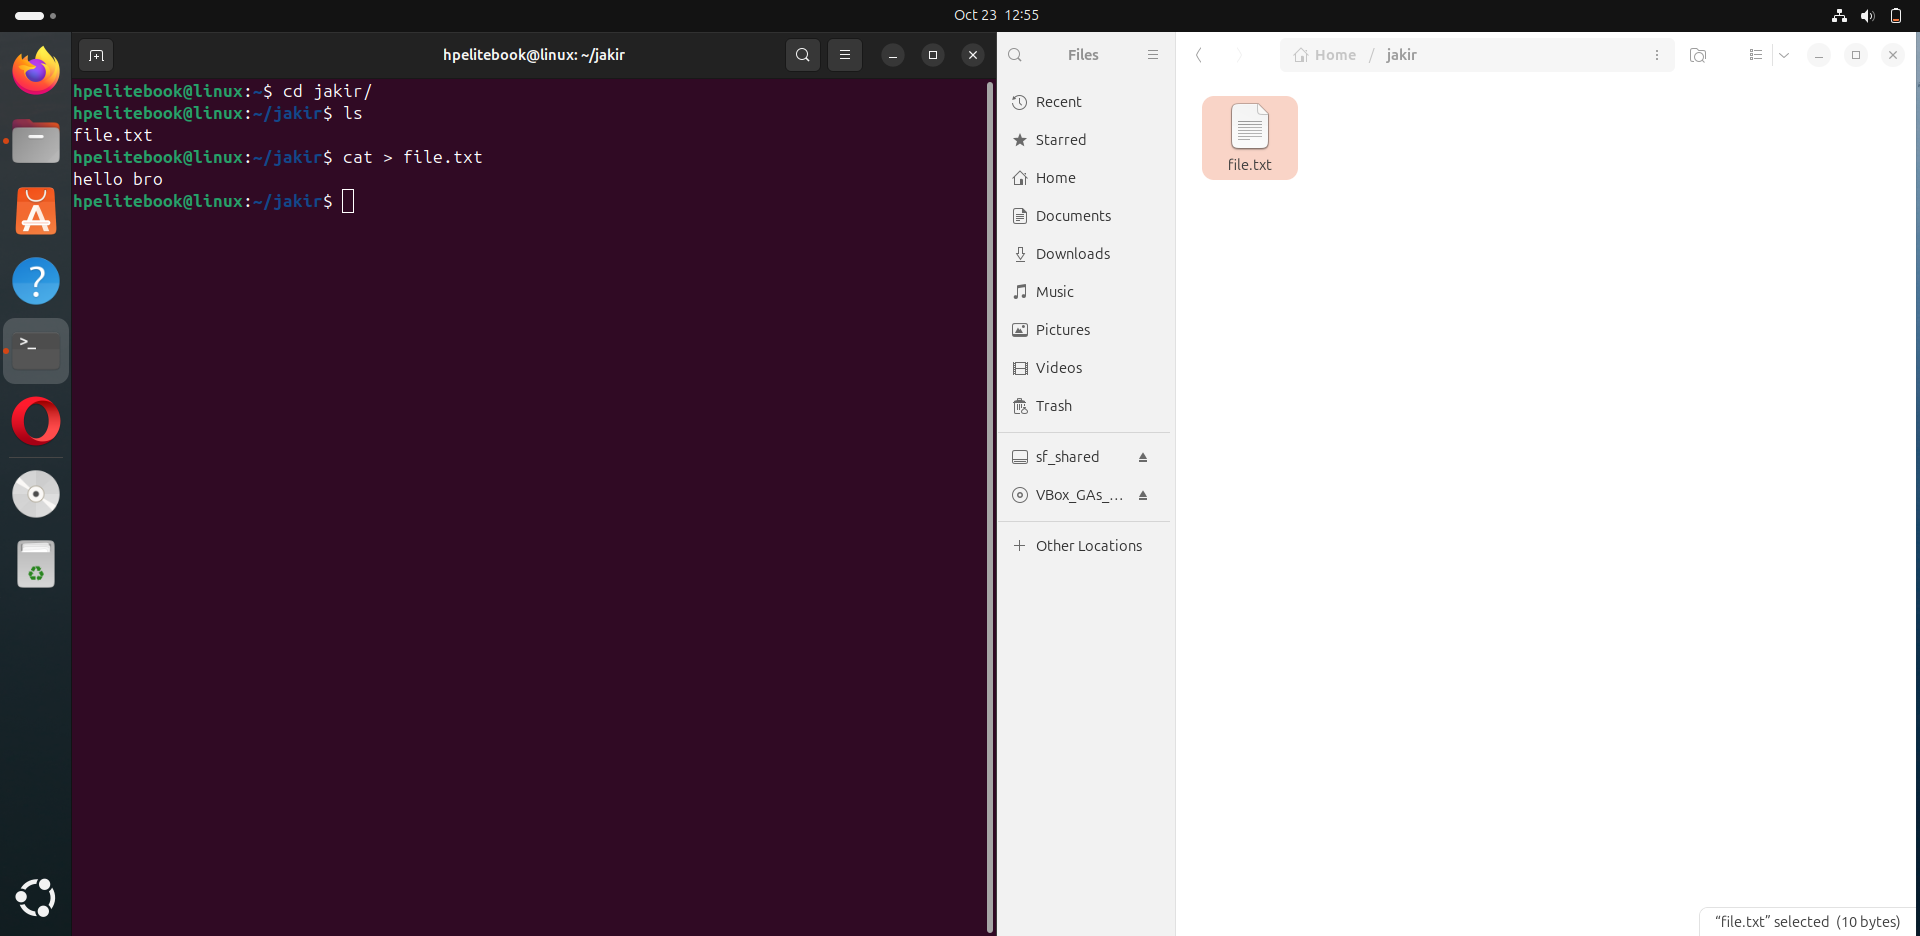 Oct 23 12:55
hpelitebook@linux: ~/jakir
hpelitebook@linux:~$ cd jakir/
hpelitebook@linux:~/jakir$ ls
file.txt
hpelitebook@linux:~/jakir$ cat > file.txt
hello bro
hpelitebook@linux:~/jakir$
Files
Recent
Starred
Home
Documents
Downloads
Music
Pictures
Videos
Trash
sf_shared
VBox_GAs_…
Other Locations
Home / jakir
file.txt
“file.txt” selected (10 bytes)